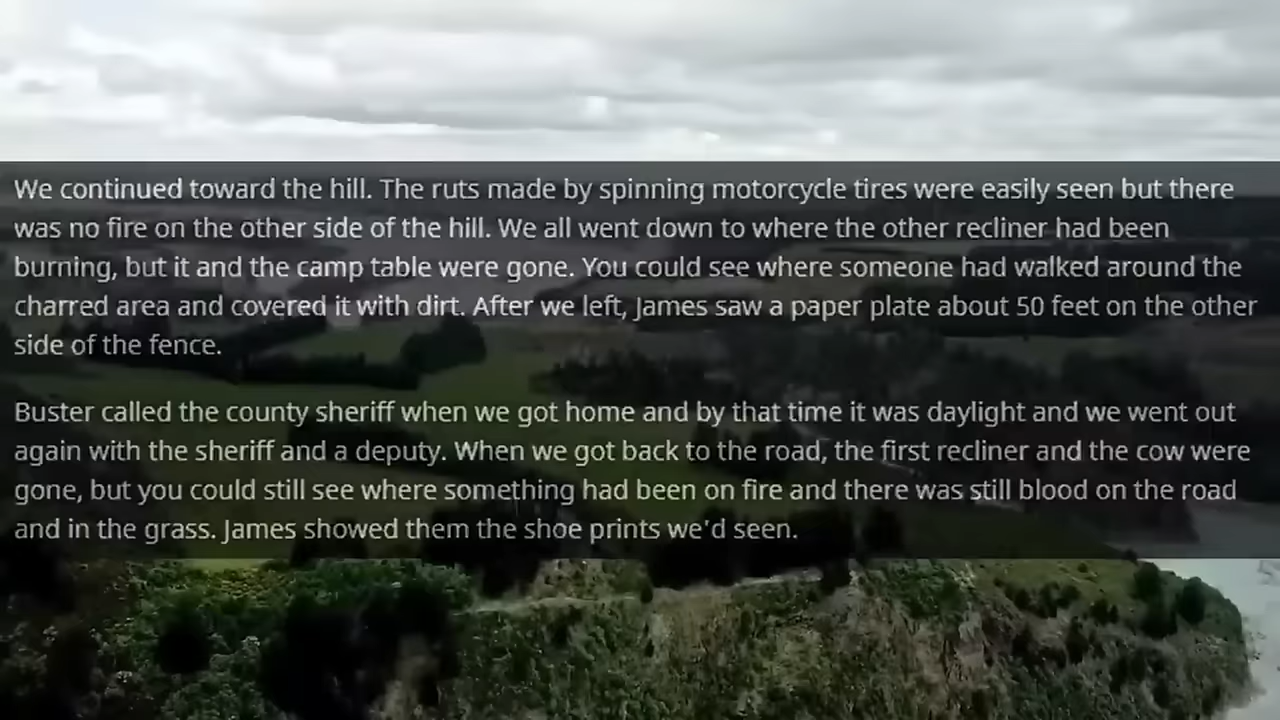 We continued toward the hill. The ruts made by spinning motorcycle tires were easily seen but there
was no fire on the other side of the hill. We all went down to where the other recliner had been
burning, but it and the camp table were gone. You could see where someone had walked around the
charred area and covered it with dirt. After we left, James saw a paper plate about 50 feet on the other
side of the fence.
Buster called the county sheriff when we got home and by that time it was daylight and we went out
again with the sheriff and a deputy. When we got back to the road, the first recliner and the cow were
gone, but you could still see where something had been on fire and there was still blood on the road
and in the grass. James showed them the shoe prints we'd seen.